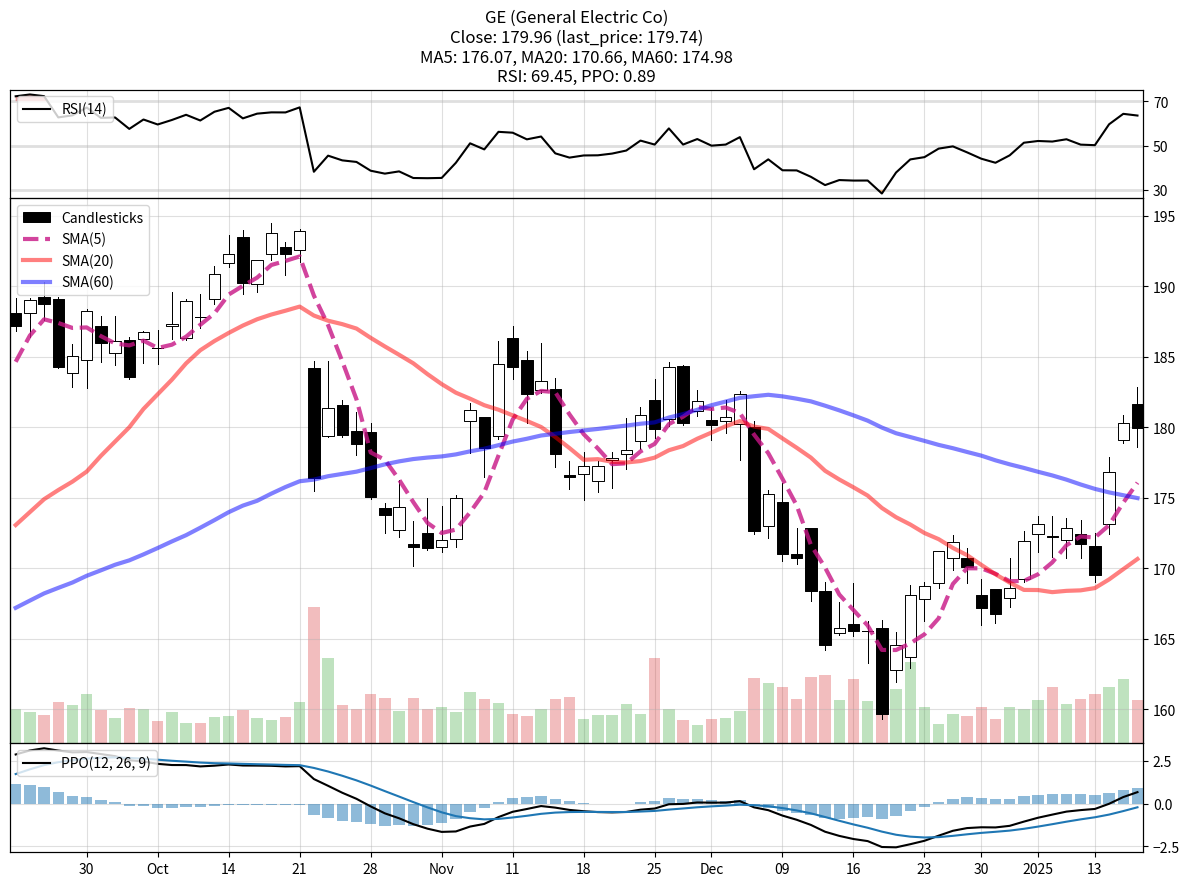 GE (General Electric Co)
Close: 179.96 (last_price: 179.74)
MA5: 176.07, MA20: 170.66, MA60: 174.98
RSI: 69.45, PPO: 0.89
RSI(14)
70
50
30
Candlesticks
SMA(5)
SMA(20)
SMA(60)
195
190
185
180
175
170
165
160
PPO(12, 26, 9)
2.5
0.0
−2.5
30 Oct 14 21 28 Nov 11 18 25 Dec 09 16 23 30 2025 13